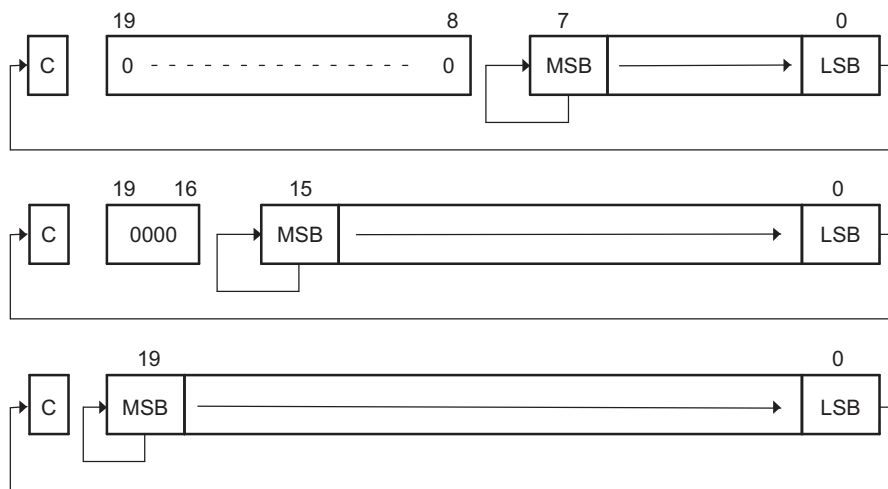 19 8 7 0
C 0 - - - - - - - - - - - - - - - 0 MSB LSB
19 16 15 0
C 0000 MSB LSB
19 0
C MSB LSB